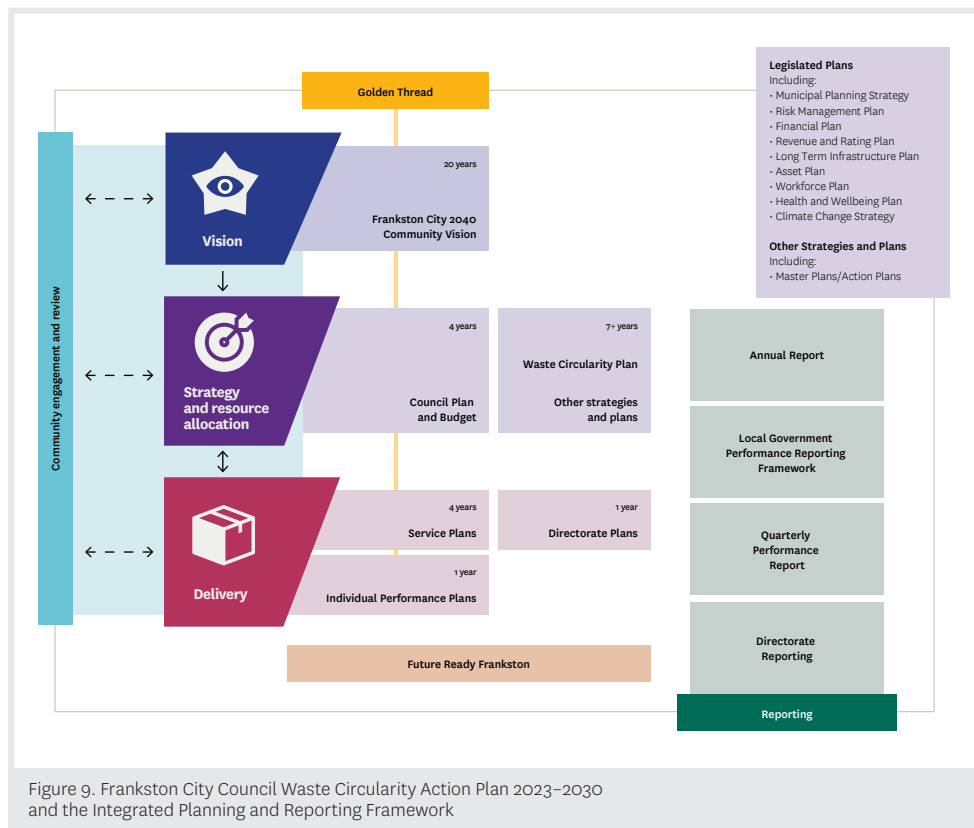 Golden Thread
Legislated Plans
Including:
• Municipal Planning Strategy
• Risk Management Plan
• Financial Plan
• Revenue and Rating Plan
• Long Term Infrastructure Plan
• Asset Plan
• Workforce Plan
• Health and Wellbeing Plan
• Climate Change Strategy
Other Strategies and Plans
Including:
• Master Plans/Action Plans
Community engagement and review
Vision
20 years
Frankston City 2040
Community Vision
Strategy
and resource
allocation
4 years
Council Plan
and Budget
7+ years
Waste Circularity Plan
Other strategies
and plans
Delivery
4 years
Service Plans
1 year
Directorate Plans
1 year
Individual Performance Plans
Future Ready Frankston
Annual Report
Local Government
Performance Reporting
Framework
Quarterly
Performance
Report
Directorate
Reporting
Reporting
Figure 9. Frankston City Council Waste Circularity Action Plan 2023–2030
and the Integrated Planning and Reporting Framework